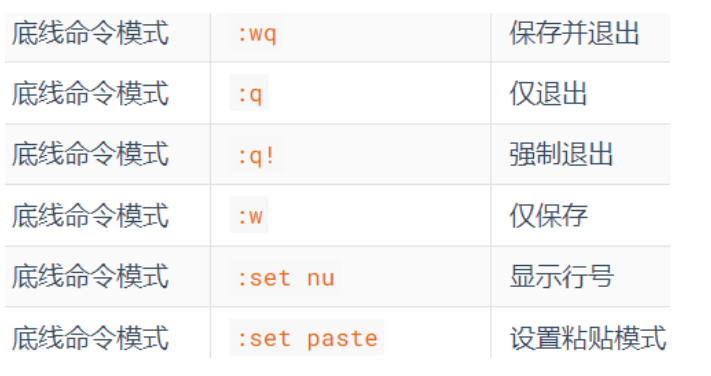 底线命令模式 :wq 保存并退出
底线命令模式 :q 仅退出
底线命令模式 :q! 强制退出
底线命令模式 :w 仅保存
底线命令模式 :set nu 显示行号
底线命令模式 :set paste 设置粘贴模式